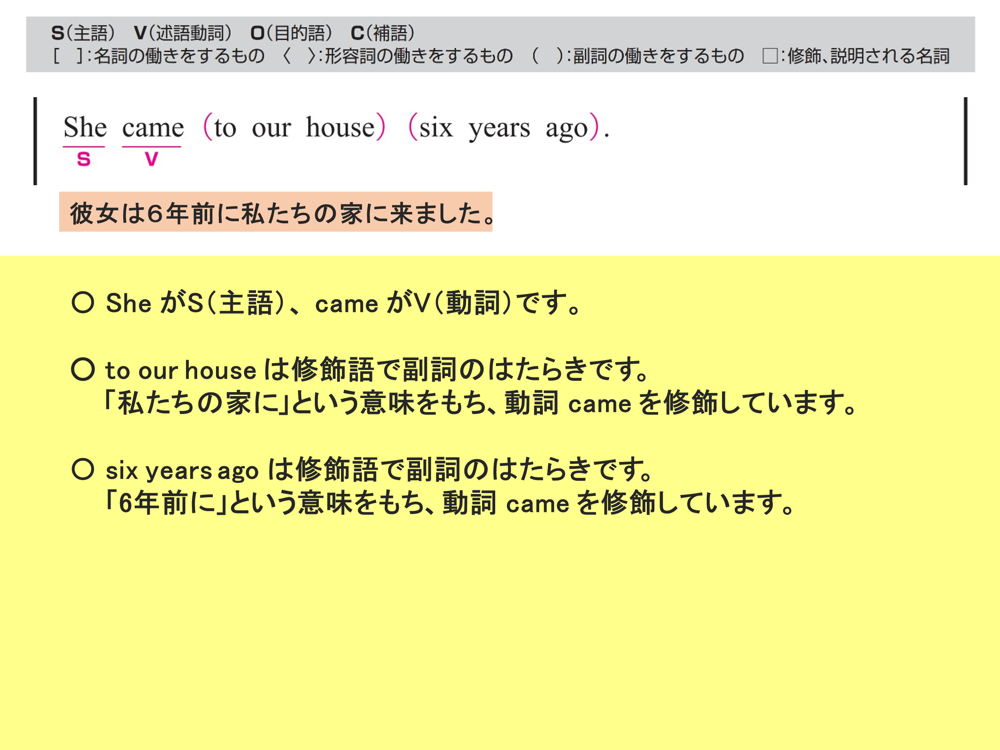 S（主語）　V（述語動詞）　O（目的語）　C（補語）
［　］：名詞の働きをするもの　〈　〉：形容詞の働きをするもの　（　）：副詞の働きをするもの　□：修飾、説明される名詞
She came （to our house） （six years ago）.
S V
彼女は６年前に私たちの家に来ました。
〇 She がS（主語）、came がV（動詞）です。
〇 to our house は修飾語で副詞のはたらきです。
「私たちの家に」という意味をもち、動詞 came を修飾しています。
〇 six years ago は修飾語で副詞のはたらきです。
「6年前に」という意味をもち、動詞 came を修飾しています。